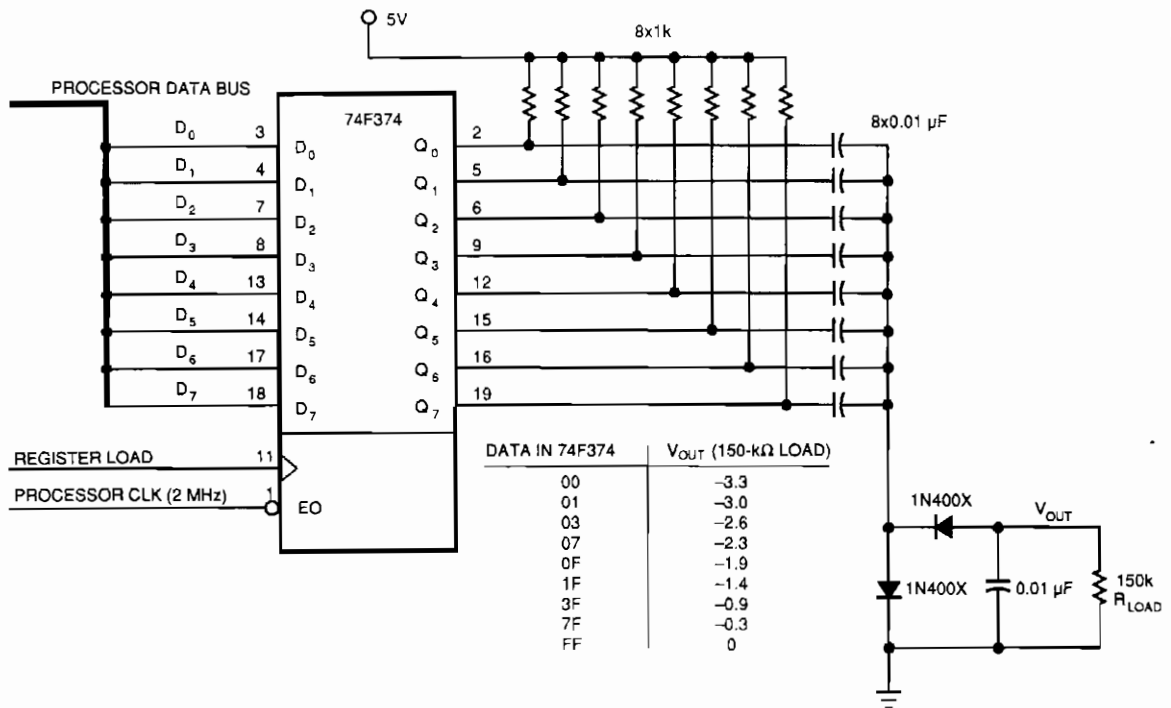 5V
8x1k
PROCESSOR DATA BUS
74F374
8x0.01 µF
D0 3 D0 Q0 2
D1 4 D1 Q1 5
D2 7 D2 Q2 6
D3 8 D3 Q3 9
D4 13 D4 Q4 12
D5 14 D5 Q5 15
D6 17 D6 Q6 16
D7 18 D7 Q7 19
REGISTER LOAD 11
PROCESSOR CLK (2 MHz) 1 EO
DATA IN 74F374 VOUT (150-kΩ LOAD)
00 –3.3
01 –3.0
03 –2.6
07 –2.3
0F –1.9
1F –1.4
3F –0.9
7F –0.3
FF 0
1N400X VOUT
1N400X 0.01 µF 150k
RLOAD